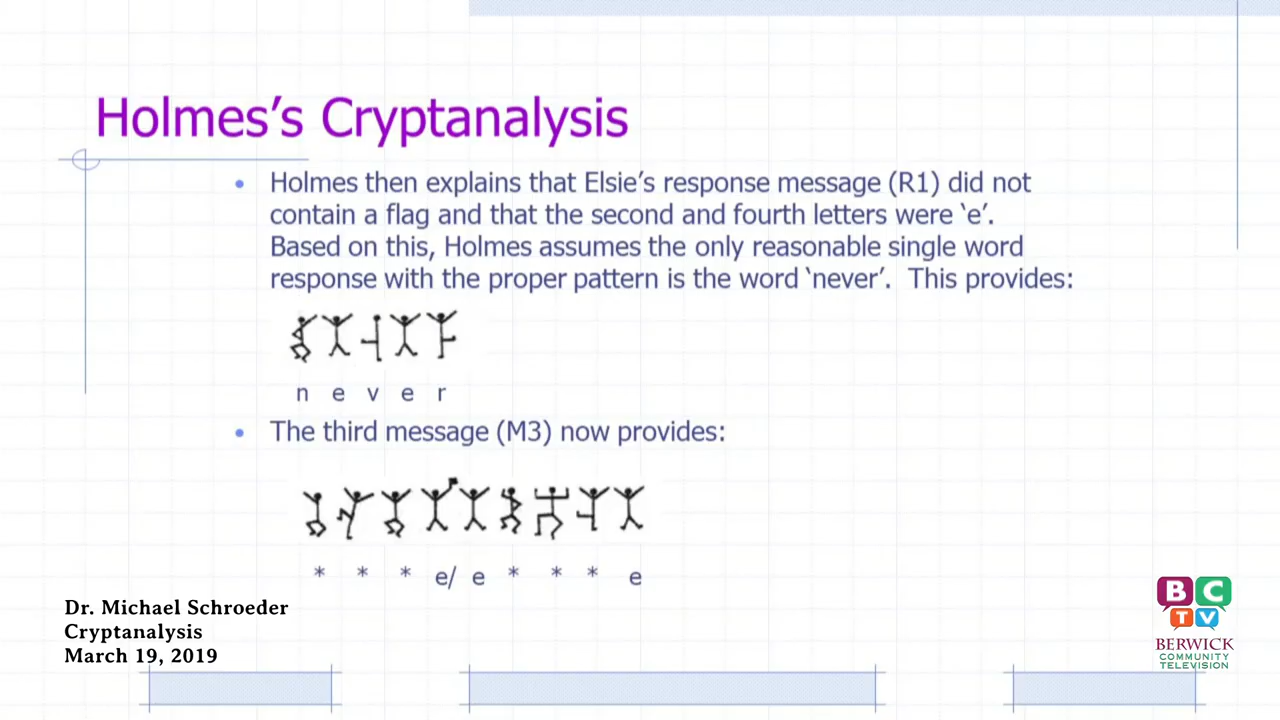 Holmes's Cryptanalysis
• Holmes then explains that Elsie's response message (R1) did not
contain a flag and that the second and fourth letters were ‘e’.
Based on this, Holmes assumes the only reasonable single word
response with the proper pattern is the word ‘never’.  This provides:
n e v e r
• The third message (M3) now provides:
* * * e/ e * * * e
Dr. Michael Schroeder
Cryptanalysis
March 19, 2019
BC
TV
BERWICK
COMMUNITY
TELEVISION